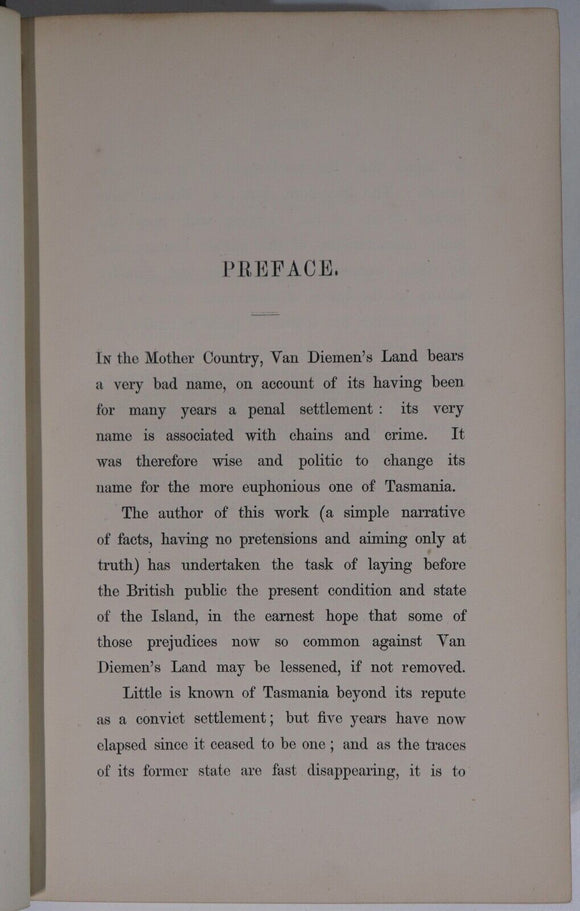 PREFACE.
IN the Mother Country, Van Diemen's Land bears
a very bad name, on account of its having been
for many years a penal settlement : its very
name is associated with chains and crime. It
was therefore wise and politic to change its
name for the more euphonious one of Tasmania.
The author of this work (a simple narrative
of facts, having no pretensions and aiming only at
truth) has undertaken the task of laying before
the British public the present condition and state
of the Island, in the earnest hope that some of
those prejudices now so common against Van
Diemen's Land may be lessened, if not removed.
Little is known of Tasmania beyond its repute
as a convict settlement ; but five years have now
elapsed since it ceased to be one ; and as the traces
of its former state are fast disappearing, it is to